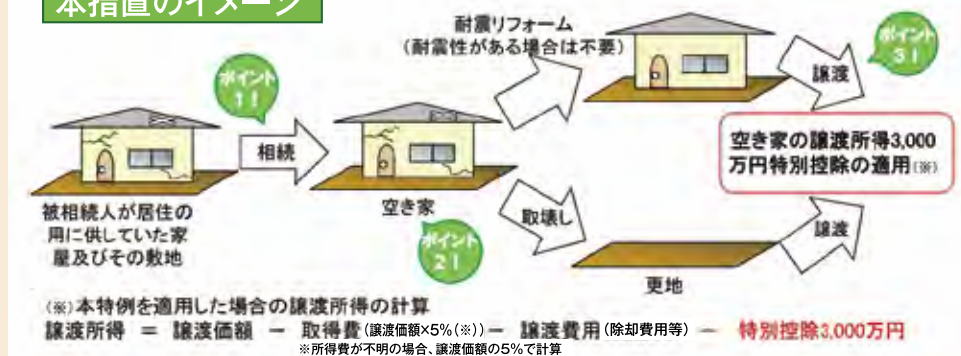 本措置のイメージ
耐震リフォーム
(耐震性がある場合は不要)
ポイント
1!
相続
被相続人が居住の
用に供していた家
屋及びその敷地
空き家
ポイント
2!
取壊し
更地
譲渡
譲渡
ポイント
3!
空き家の譲渡所得3,000
万円特別控除の適用(※)
(※)本特例を適用した場合の譲渡所得の計算
譲渡所得 = 譲渡価額 − 取得費(譲渡価額×5%(※))− 譲渡費用(除却費用等) − 特別控除3,000万円
※所得費が不明の場合、譲渡価額の5%で計算